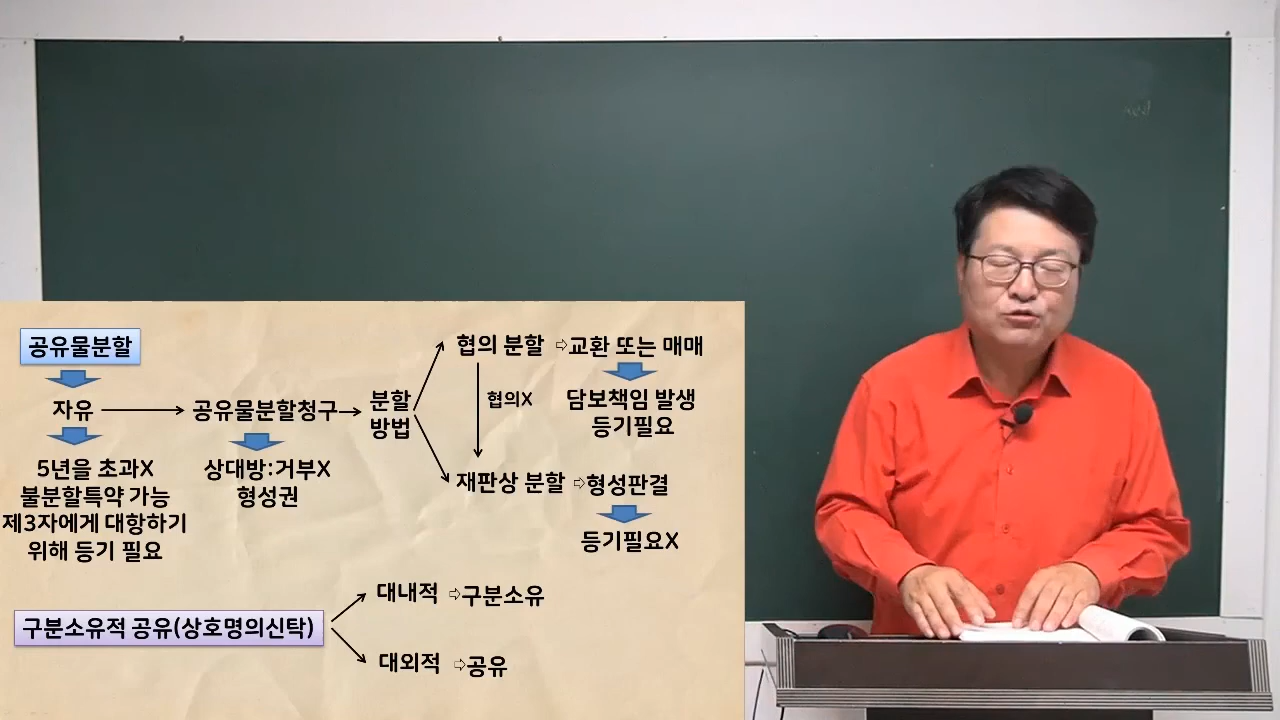 공유물분할
자유
5년을 초과X
불분할특약 가능
제3자에게 대항하기
위해 등기 필요
공유물분할청구
상대방:거부X
형성권
분할
방법
협의 분할 ⇨교환 또는 매매
담보책임 발생
등기필요
협의X
재판상 분할 ⇨형성판결
등기필요X
구분소유적 공유(상호명의신탁)
대내적 ⇨구분소유
대외적 ⇨공유